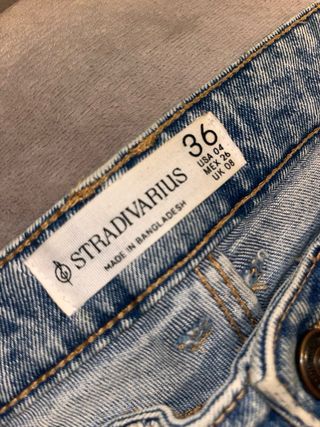 STRADIVARIUS
MADE IN BANGLADESH
36
USA 04
MEX 26
UK 08